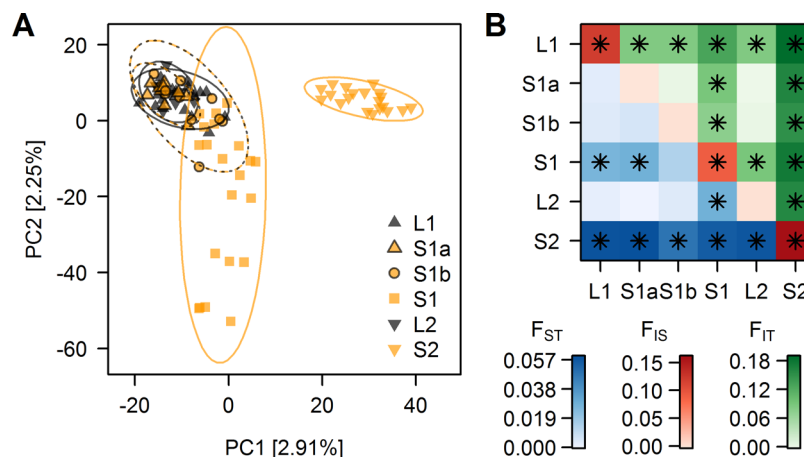 A
20
0
-20
-40
-60
PC2 [2.25%]
-20 0 20 40
PC1 [2.91%]
L1
S1a
S1b
S1
L2
S2
B
L1
S1a
S1b
S1
L2
S2
L1 S1a S1b S1 L2 S2
FST FIS FIT
0.057
0.038
0.019
0.000
0.15
0.10
0.05
0.00
0.18
0.12
0.06
0.00